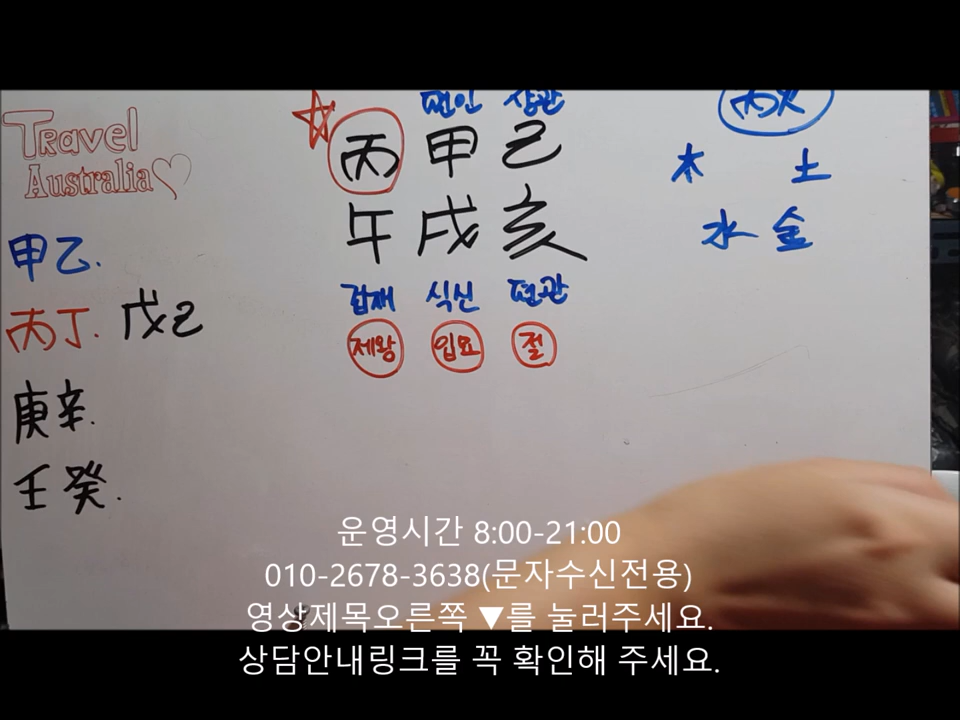 Travel
Australia
甲乙.
丙丁. 戊己
庚辛.
壬癸.
편인 상관
丙 甲 己
午 戌 亥
겁재 식신 편관
제왕 입묘 절
丙火
木 土
水 金
운영시간 8:00-21:00
010-2678-3638(문자수신전용)
영상제목오른쪽 ▼를 눌러주세요.
상담안내링크를 꼭 확인해 주세요.